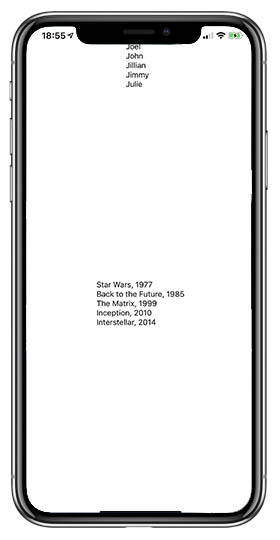 18:55
Joel
John
Jillian
Jimmy
Julie
Star Wars, 1977
Back to the Future, 1985
The Matrix, 1999
Inception, 2010
Interstellar, 2014